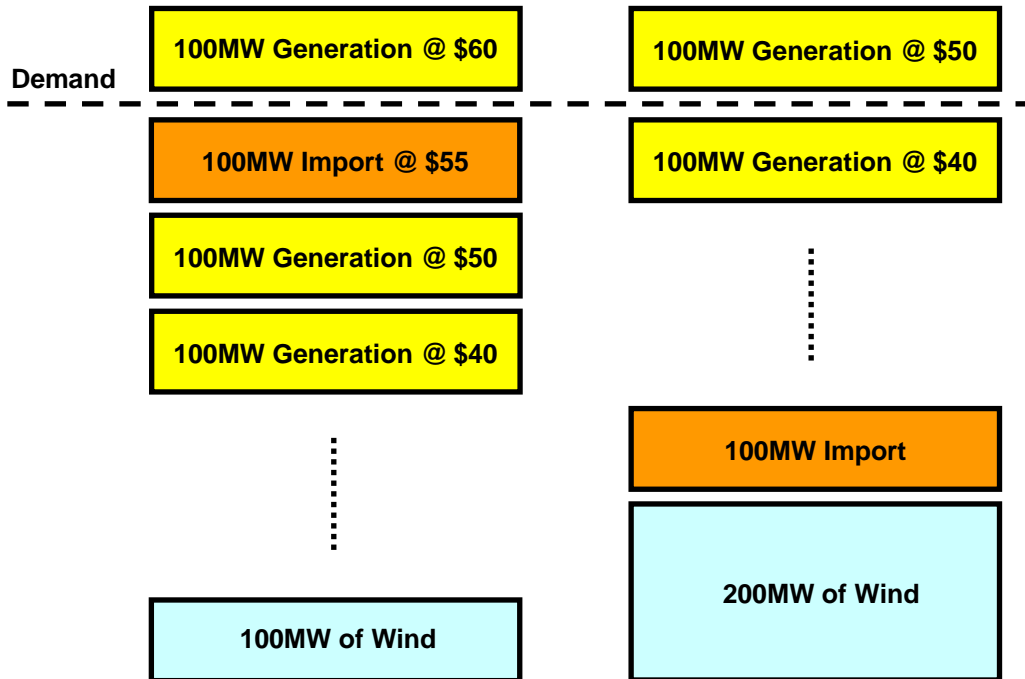 100MW Generation @ $60
100MW Generation @ $50
Demand
100MW Import @ $55
100MW Generation @ $40
100MW Generation @ $50
100MW Generation @ $40
100MW Import
200MW of Wind
100MW of Wind